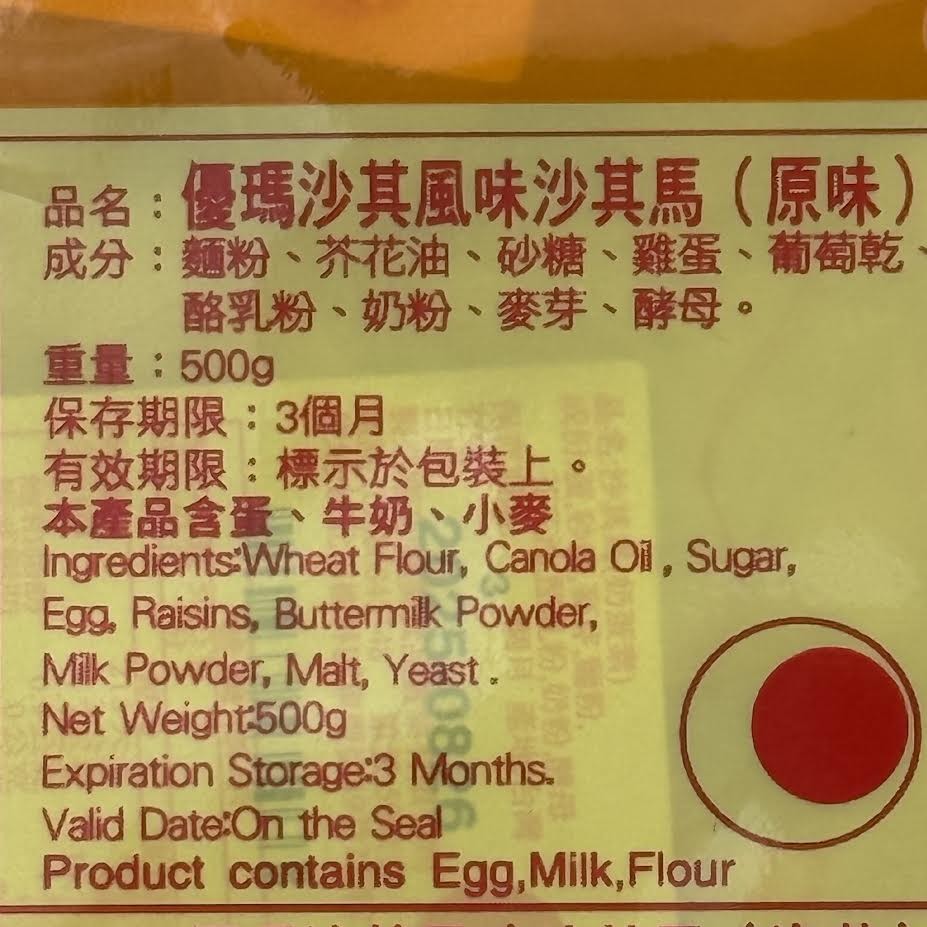 品名：優瑪沙其風味沙其馬（原味）
成分：麵粉、芥花油、砂糖、雞蛋、葡萄乾、
酪乳粉、奶粉、麥芽、酵母。
重量：500g
保存期限：3個月
有效期限：標示於包裝上。
本產品含蛋、牛奶、小麥
Ingredients:Wheat Flour, Canola Oil , Sugar,
Egg, Raisins, Buttermilk Powder,
Milk Powder, Malt, Yeast .
Net Weight:500g
Expiration Storage:3 Months.
Valid Date:On the Seal
Product contains Egg,Milk,Flour